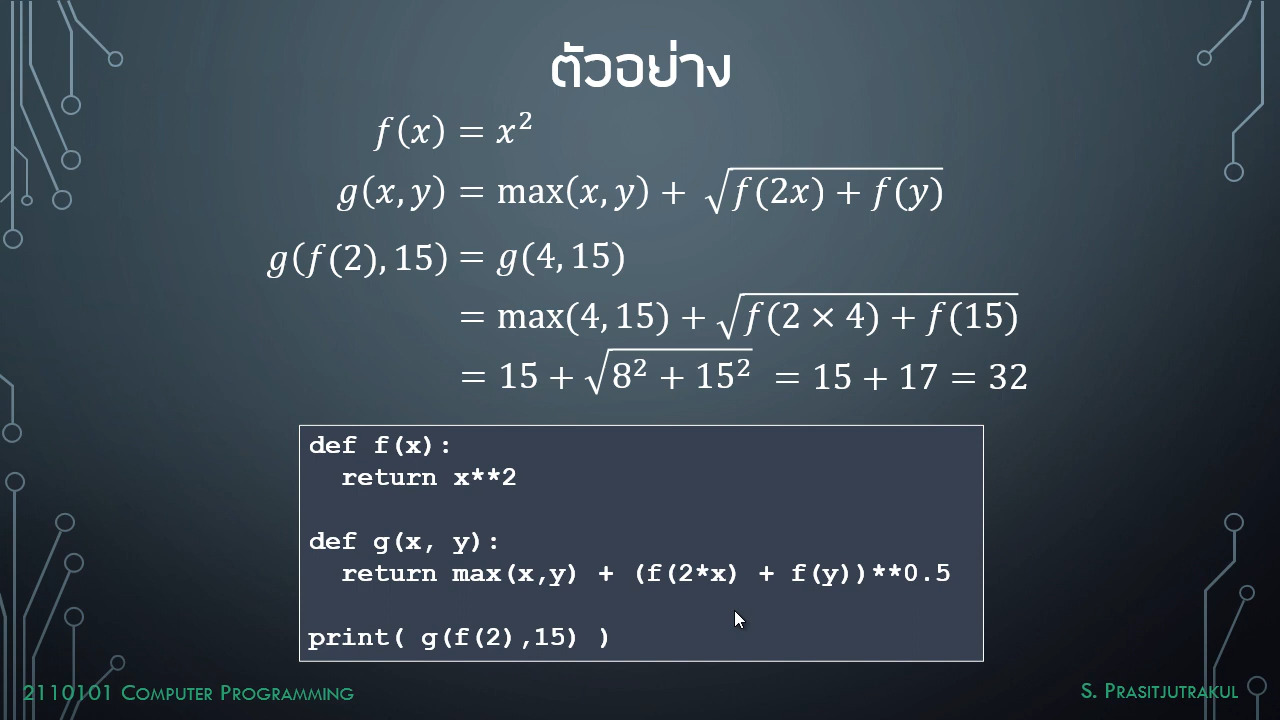 ตัวอย่าง
f(x) = x²
g(x, y) = max(x, y) + √(f(2x) + f(y))
g(f(2), 15) = g(4, 15)
= max(4, 15) + √(f(2 × 4) + f(15))
= 15 + √(8² + 15²) = 15 + 17 = 32
def f(x):
  return x**2
def g(x, y):
  return max(x,y) + (f(2*x) + f(y))**0.5
print( g(f(2),15) )
2110101 COMPUTER PROGRAMMING
S. PRASITJUTRAKUL